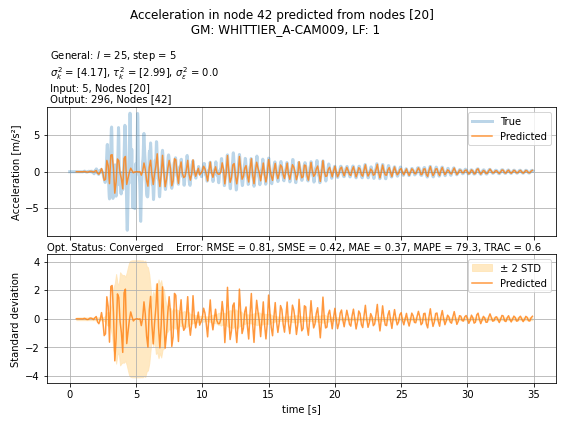 Acceleration in node 42 predicted from nodes [20]
GM: WHITTIER_A-CAM009, LF: 1
General: l = 25, step = 5
σ²ₖ = [4.17], τ²ₖ = [2.99], σ²ε = 0.0
Input: 5, Nodes [20]
Output: 296, Nodes [42]
Acceleration [m/s²]
5
0
−5
True
Predicted
Opt. Status: Converged Error: RMSE = 0.81, SMSE = 0.42, MAE = 0.37, MAPE = 79.3, TRAC = 0.6
Standard deviation
4
2
0
−2
−4
± 2 STD
Predicted
0 5 10 15 20 25 30 35
time [s]